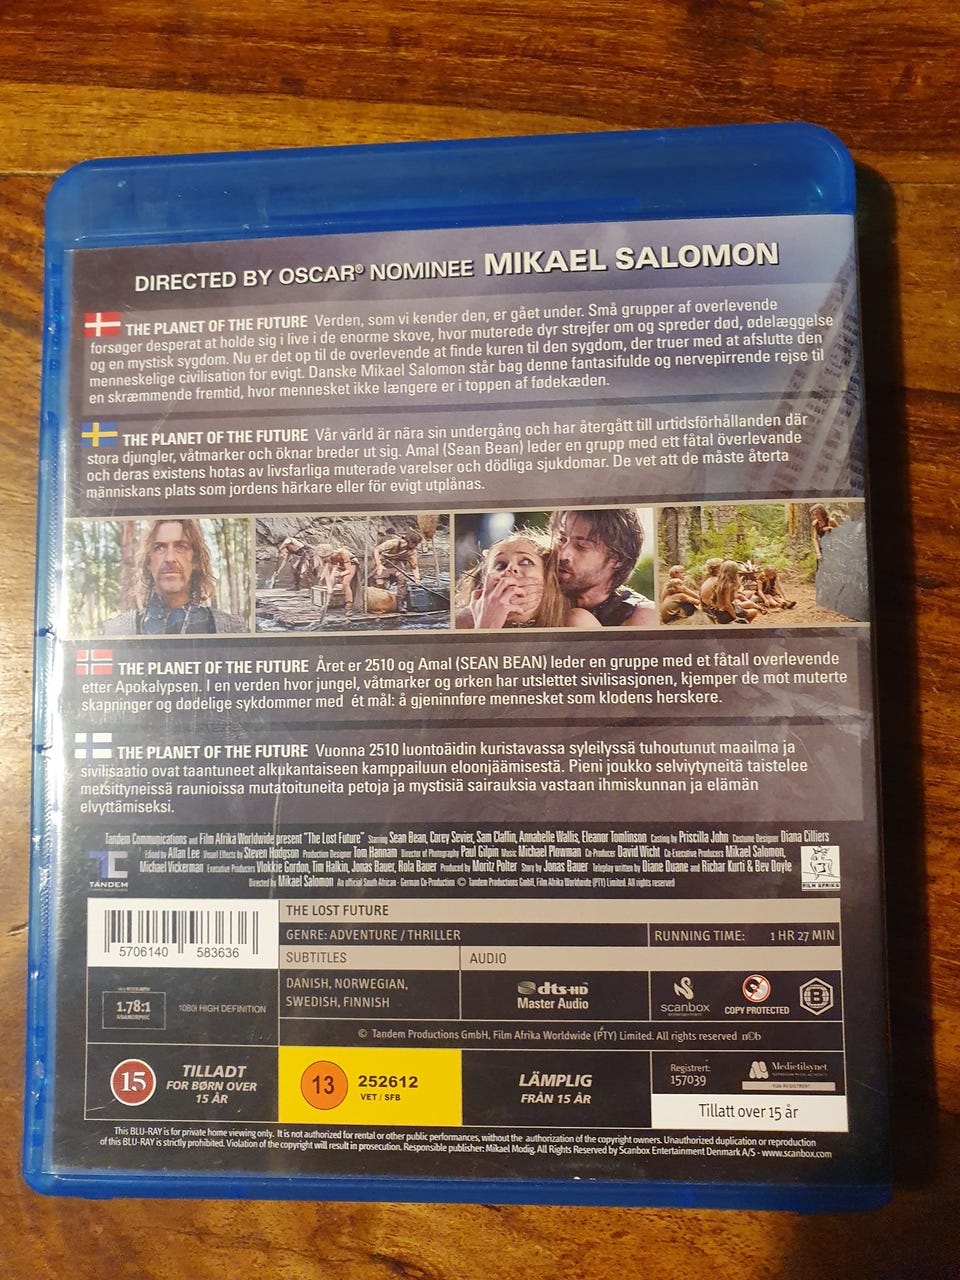 DIRECTED BY OSCAR® NOMINEE MIKAEL SALOMON
THE PLANET OF THE FUTURE Verden, som vi kender den, er gået under. Små grupper af overlevende
forsøger desperat at holde sig i live i de enorme skove, hvor muterede dyr strejfer om og spreder død, ødelæggelse
og en mystisk sygdom. Nu er det op til de overlevende at finde kuren til den sygdom, der truer med at afslutte den
menneskelige civilisation for evigt. Danske Mikael Salomon står bag denne fantasifulde og nervepirrende rejse til
en skræmmende fremtid, hvor mennesket ikke længere er i toppen af fødekæden.
THE PLANET OF THE FUTURE Vår värld är nära sin undergång och har återgått till urtidsförhållanden där
stora djungler, våtmarker och öknar breder ut sig. Amal (Sean Bean) leder en grupp med ett fåtal överlevande
och deras existens hotas av livsfarliga muterade varelser och dödliga sjukdomar. De vet att de måste återta
människans plats som jordens härkare eller för evigt utplånas.
THE PLANET OF THE FUTURE Året er 2510 og Amal (SEAN BEAN) leder en gruppe med et fåtall overlevende
etter Apokalypsen. I en verden hvor jungel, våtmarker og ørken har utslettet sivilisasjonen, kjemper de mot muterte
skapninger og dødelige sykdommer med ét mål: å gjeninnføre mennesket som klodens herskere.
THE PLANET OF THE FUTURE Vuonna 2510 luontoäidin kuristavassa syleilyssä tuhoutunut maailma ja
sivilisaatio ovat taantuneet alkukantaiseen kamppailuun eloonjäämisestä. Pieni joukko selviytyneitä taistelee
metsittyneissä raunioissa mutatoituneita petoja ja mystisiä sairauksia vastaan ihmiskunnan ja elämän
elvyttämiseksi.
Tandem Communications and Film Afrika Worldwide present "The Lost Future" Starring Sean Bean, Corey Sevier, Sam Claflin, Annabelle Wallis, Eleanor Tomlinson Casting by Priscilla John Costume Designer Diana Cilliers
Edited by Allan Lee Visual Effects by Steven Hodgson Production Designer Tom Hannam Director of Photography Paul Gilpin Music Michael Plowman Co-Producer David Wicht Co-Executive Producers Mikael Salomon,
Michael Vickerman Executive Producers Vlokkie Gordon, Tim Halkin, Jonas Bauer, Rola Bauer Produced by Moritz Polter Story by Jonas Bauer Teleplay written by Diane Duane and Richar Kurti & Bev Doyle
Directed by Mikael Salomon An official South African - German Co-Production © Tandem Productions GmbH, Film Afrika Worldwide (PTY) Limited. All rights reserved
TANDEM
FILM AFRIKA
5706140 583636
THE LOST FUTURE
GENRE: ADVENTURE / THRILLER
RUNNING TIME: 1 HR 27 MIN
SUBTITLES
AUDIO
DANISH, NORWEGIAN,
SWEDISH, FINNISH
dts-HD
Master Audio
scanbox
entertainment
COPY PROTECTED
B
1.78:1
ANAMORPHIC
1080i HIGH DEFINITION
© Tandem Productions GmbH, Film Afrika Worldwide (PTY) Limited. All rights reserved n©b
15
TILLADT
FOR BØRN OVER
15 ÅR
13
252612
VET / SFB
LÄMPLIG
FRÅN 15 ÅR
Registrert:
157039
Medietilsynet
NORWEGIAN MEDIA AUTHORITY
KUN REGISTRERT
Tillatt over 15 år
This BLU-RAY is for private home viewing only. It is not authorized for rental or other public performances, without the authorization of the copyright owners. Unauthorized duplication or reproduction
of this BLU-RAY is strictly prohibited. Violation of the copyright will result in prosecution. Responsible publisher: Mikael Modig. All Rights Reserved by Scanbox Entertainment Denmark A/S - www.scanbox.com